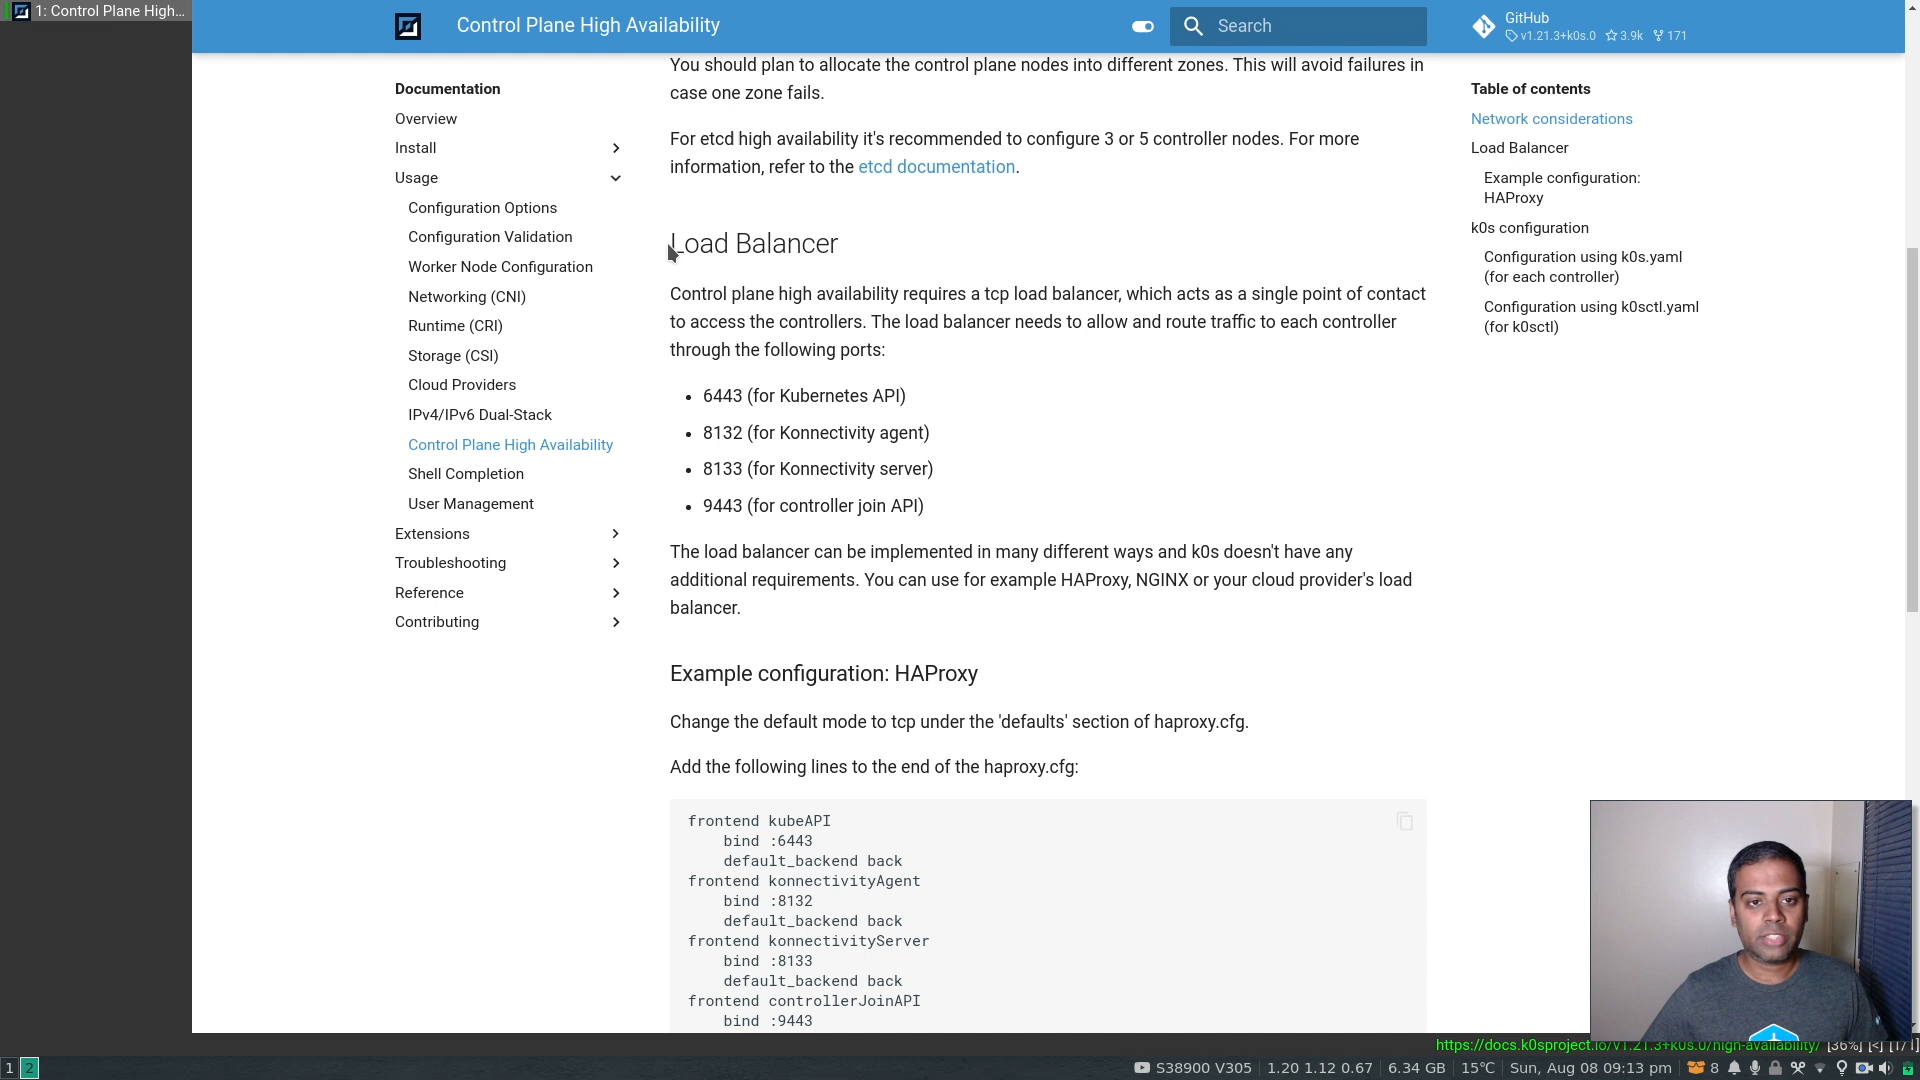 1: Control Plane High...
Control Plane High Availability
Search
GitHub
v1.21.3+k0s.0 3.9k 171
Documentation
Overview
Install
Usage
Configuration Options
Configuration Validation
Worker Node Configuration
Networking (CNI)
Runtime (CRI)
Storage (CSI)
Cloud Providers
IPv4/IPv6 Dual-Stack
Control Plane High Availability
Shell Completion
User Management
Extensions
Troubleshooting
Reference
Contributing
You should plan to allocate the control plane nodes into different zones. This will avoid failures in
case one zone fails.
For etcd high availability it's recommended to configure 3 or 5 controller nodes. For more
information, refer to the etcd documentation.
Load Balancer
Control plane high availability requires a tcp load balancer, which acts as a single point of contact
to access the controllers. The load balancer needs to allow and route traffic to each controller
through the following ports:
• 6443 (for Kubernetes API)
• 8132 (for Konnectivity agent)
• 8133 (for Konnectivity server)
• 9443 (for controller join API)
The load balancer can be implemented in many different ways and k0s doesn't have any
additional requirements. You can use for example HAProxy, NGINX or your cloud provider's load
balancer.
Example configuration: HAProxy
Change the default mode to tcp under the 'defaults' section of haproxy.cfg.
Add the following lines to the end of the haproxy.cfg:
frontend kubeAPI
    bind :6443
    default_backend back
frontend konnectivityAgent
    bind :8132
    default_backend back
frontend konnectivityServer
    bind :8133
    default_backend back
frontend controllerJoinAPI
    bind :9443
Table of contents
Network considerations
Load Balancer
Example configuration:
HAProxy
k0s configuration
Configuration using k0s.yaml
(for each controller)
Configuration using k0sctl.yaml
(for k0sctl)
https://docs.k0sproject.io/v1.21.3+k0s.0/high-availability/ [36%] [<] [1/1]
1 2 S38900 V305 1.20 1.12 0.67 6.34 GB 15°C Sun, Aug 08 09:13 pm 8